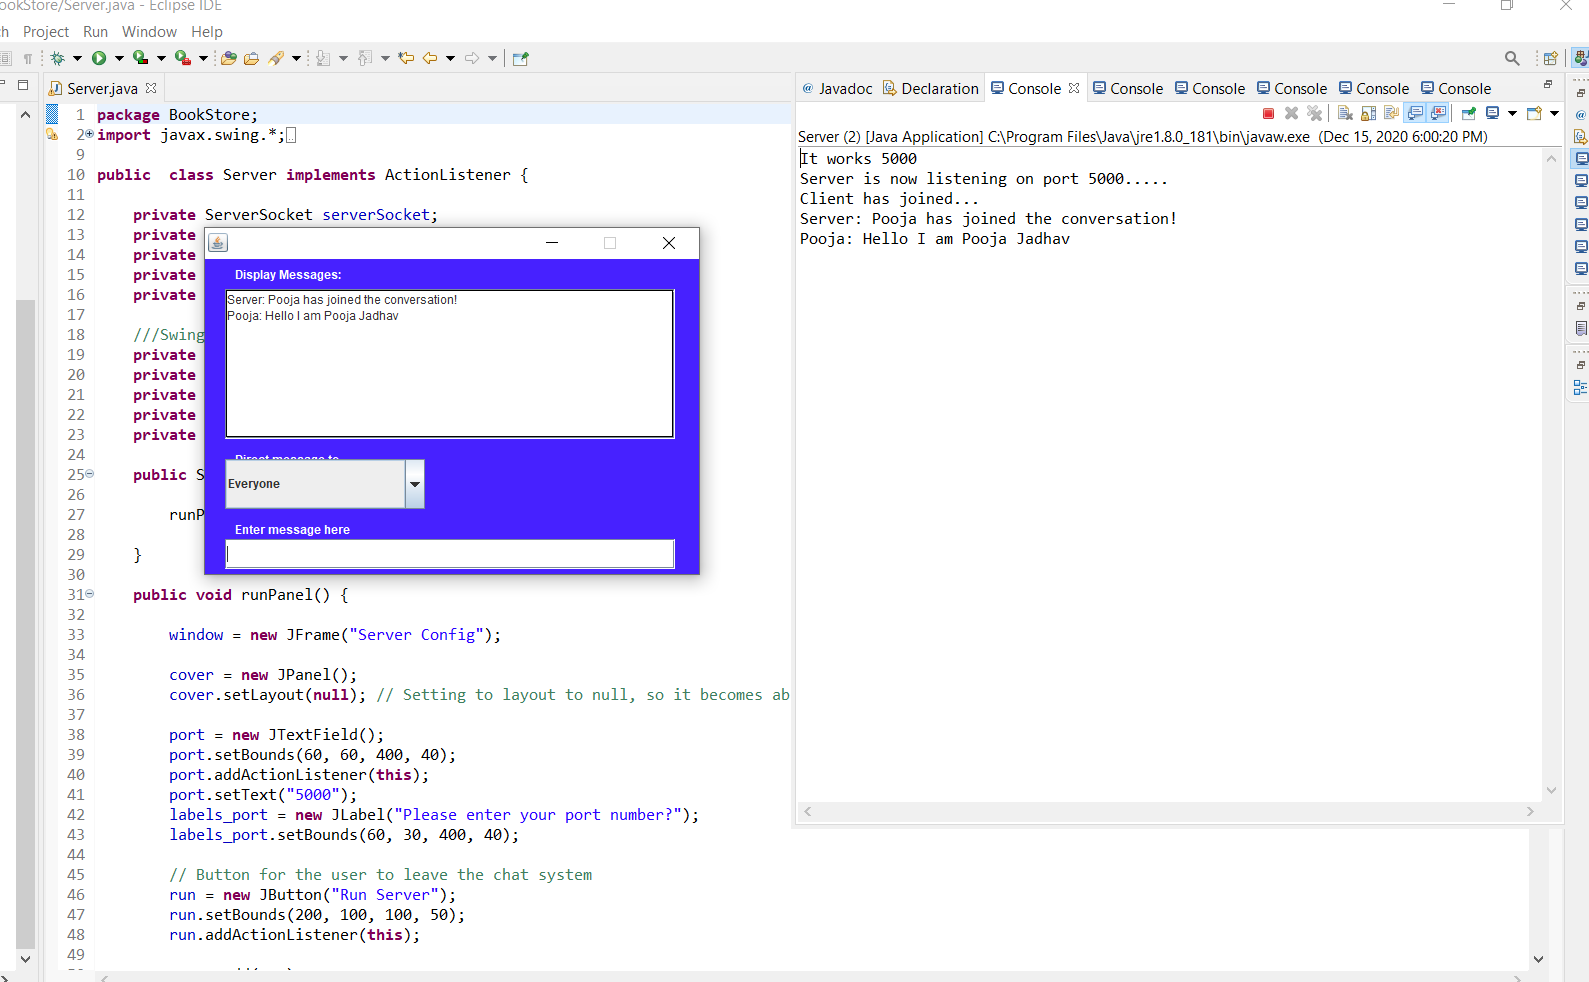 ookStore/Server.java - Eclipse IDE
ch Project Run Window Help
Server.java
1 package BookStore;
2 import javax.swing.*;
9
10 public  class Server implements ActionListener {
11
12     private ServerSocket serverSocket;
13     private
14     private
15     private
16     private
17
18     ///Swing
19     private
20     private
21     private
22     private
23     private
24
25     public S
26
27         runP
28
29     }
30
31     public void runPanel() {
32
33         window = new JFrame("Server Config");
34
35         cover = new JPanel();
36         cover.setLayout(null); // Setting to layout to null, so it becomes ab
37
38         port = new JTextField();
39         port.setBounds(60, 60, 400, 40);
40         port.addActionListener(this);
41         port.setText("5000");
42         labels_port = new JLabel("Please enter your port number?");
43         labels_port.setBounds(60, 30, 400, 40);
44
45         // Button for the user to leave the chat system
46         run = new JButton("Run Server");
47         run.setBounds(200, 100, 100, 50);
48         run.addActionListener(this);
49
Display Messages:
Server: Pooja has joined the conversation!
Pooja: Hello I am Pooja Jadhav
Direct message to
Everyone
Enter message here
@ Javadoc Declaration Console Console Console Console Console Console
Server (2) [Java Application] C:\Program Files\Java\jre1.8.0_181\bin\javaw.exe (Dec 15, 2020 6:00:20 PM)
It works 5000
Server is now listening on port 5000.....
Client has joined...
Server: Pooja has joined the conversation!
Pooja: Hello I am Pooja Jadhav